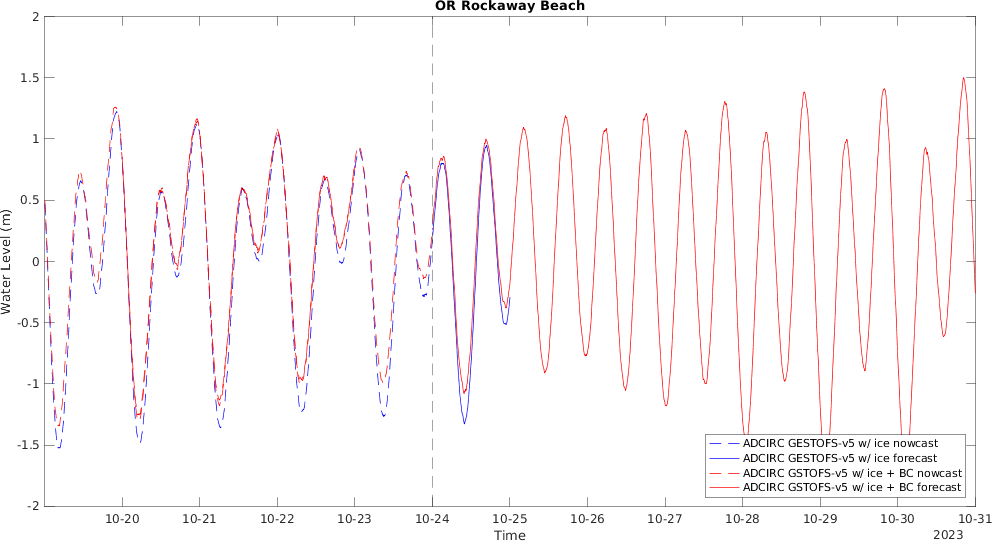 OR Rockaway Beach
2
1.5
1
0.5
0
-0.5
-1
-1.5
-2
Water Level (m)
ADCIRC GESTOFS-v5 w/ ice nowcast
ADCIRC GESTOFS-v5 w/ ice forecast
ADCIRC GSTOFS-v5 w/ ice + BC nowcast
ADCIRC GSTOFS-v5 w/ ice + BC forecast
10-20 10-21 10-22 10-23 10-24 10-25 10-26 10-27 10-28 10-29 10-30 10-31
Time
2023